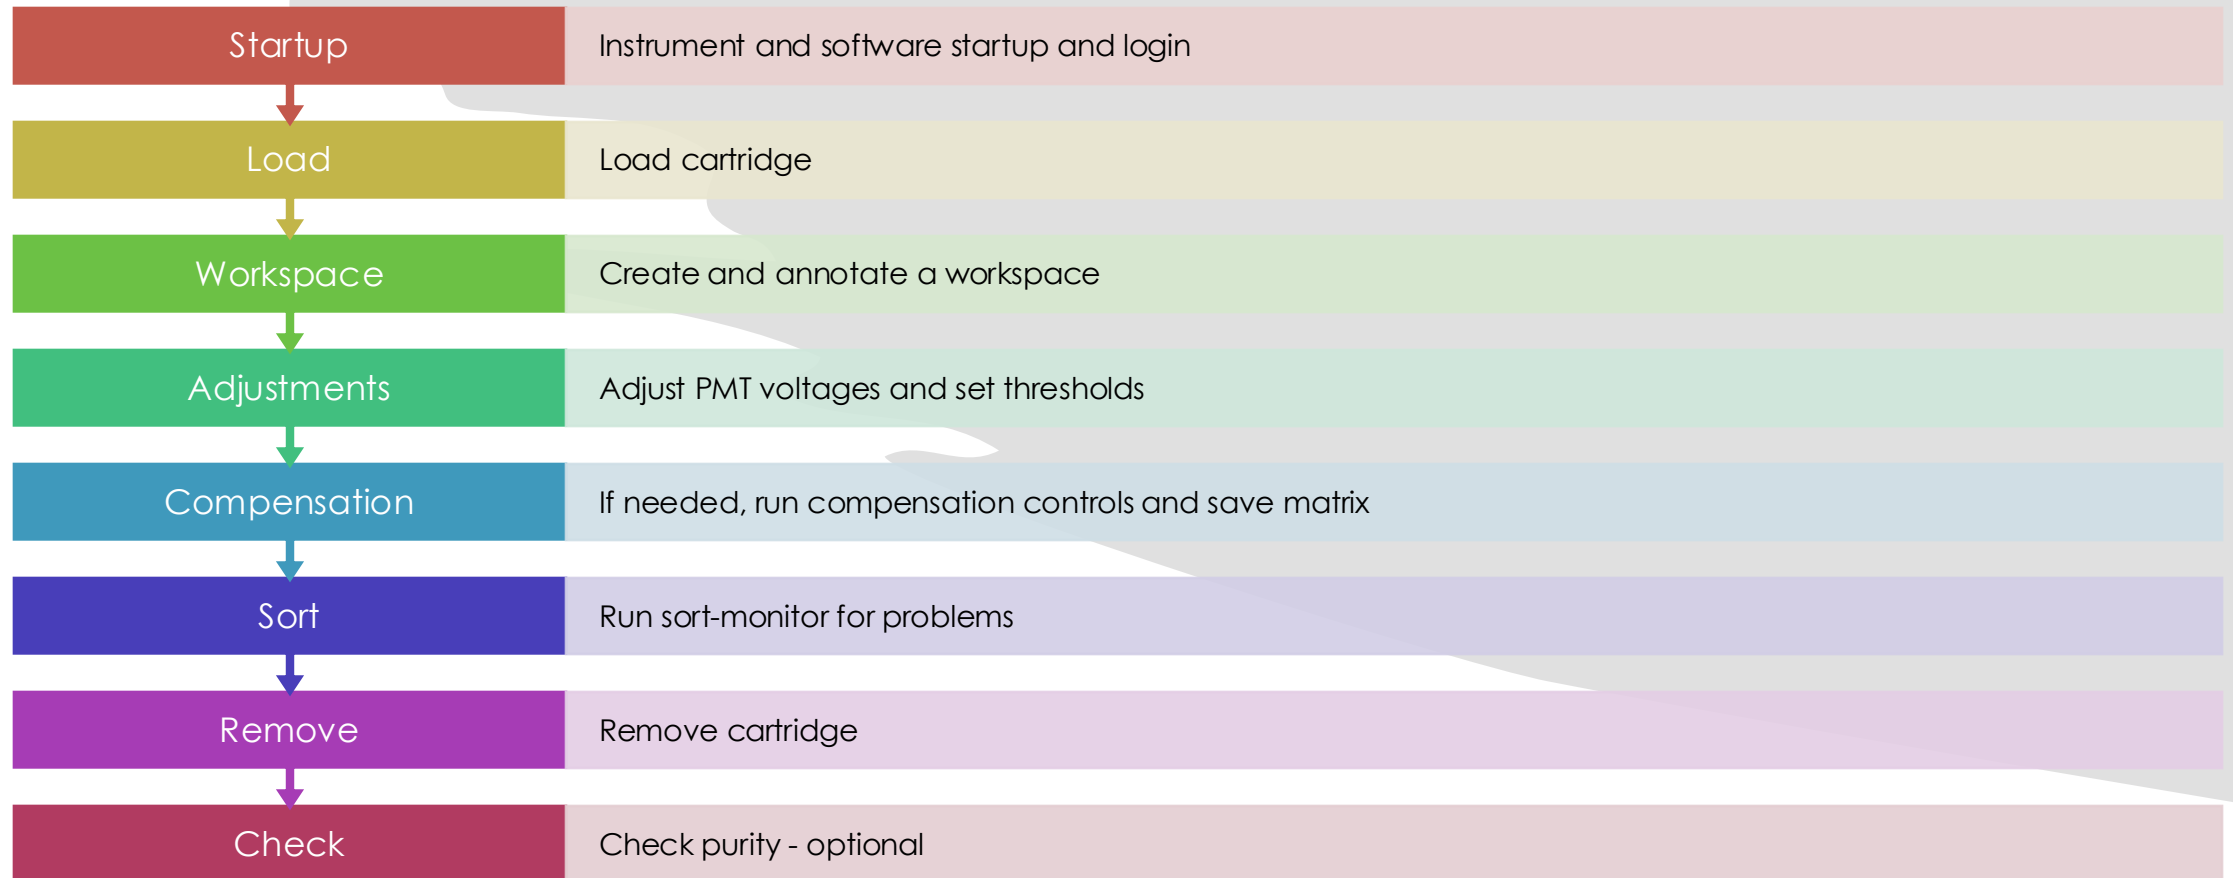 Startup
Instrument and software startup and login
Load
Load cartridge
Workspace
Create and annotate a workspace
Adjustments
Adjust PMT voltages and set thresholds
Compensation
If needed, run compensation controls and save matrix
Sort
Run sort-monitor for problems
Remove
Remove cartridge
Check
Check purity - optional